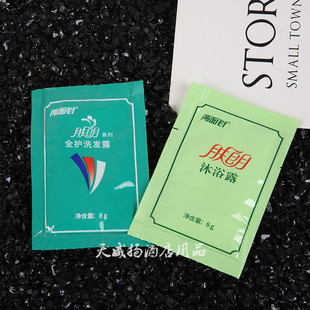 STOR
SMALL TOWN
两面针
肤朗系列
全护洗发露
净含量: 8g
两面针
肤朗
沐浴露
净含量: 8g
天威扬酒店用品